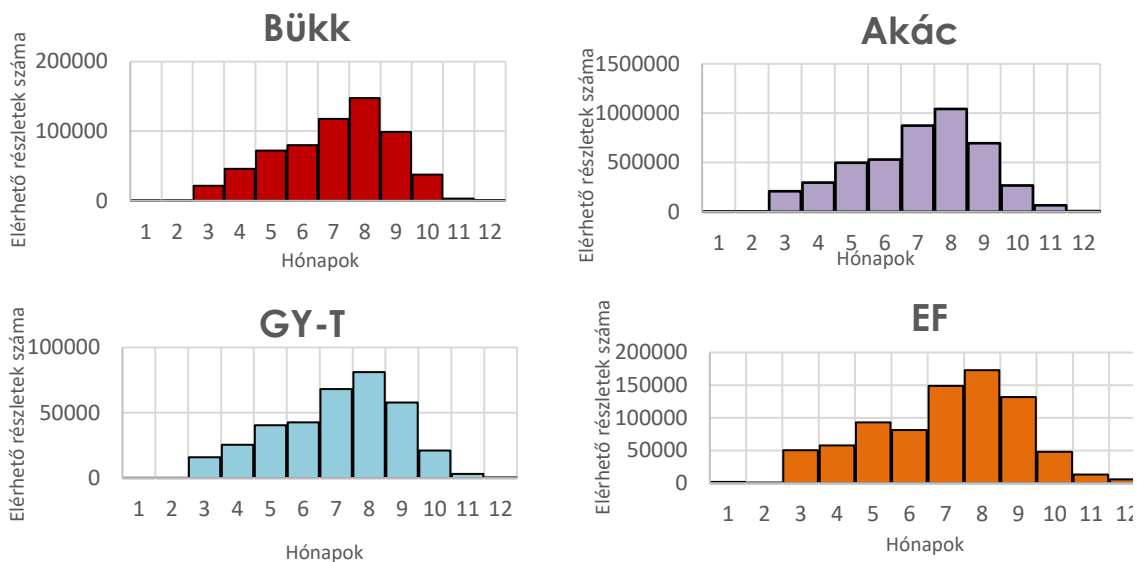 Bükk
Elérhető részletek száma
200000
100000
0
1 2 3 4 5 6 7 8 9 10 11 12
Hónapok
Akác
Elérhető részletek száma
1500000
1000000
500000
0
1 2 3 4 5 6 7 8 9 10 11 12
Hónapok
GY-T
Elérhető részletek száma
100000
50000
0
1 2 3 4 5 6 7 8 9 10 11 12
Hónapok
EF
Elérhető részletek száma
200000
150000
100000
50000
0
1 2 3 4 5 6 7 8 9 10 11 12
Hónapok